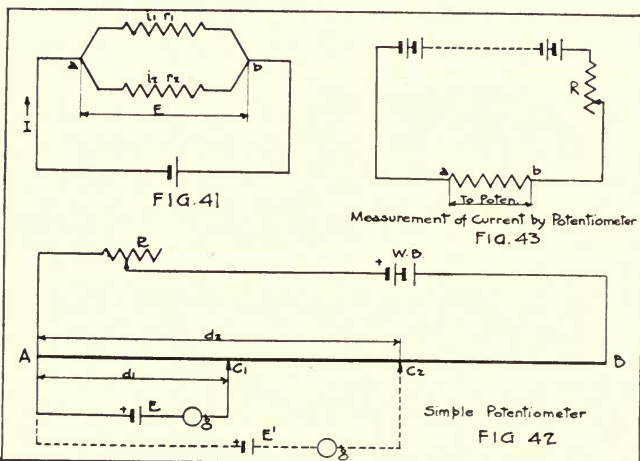 i₁ r₁
a
b
i₂ r₂
E
I
FIG. 41
R
a
b
To Poten.
Measurement of Current by Potentiometer
FIG. 43
R
+
W.B.
d₂
A
B
C₁
C₂
d₁
+
E
g
+
E'
g
Simple Potentiometer
FIG 42